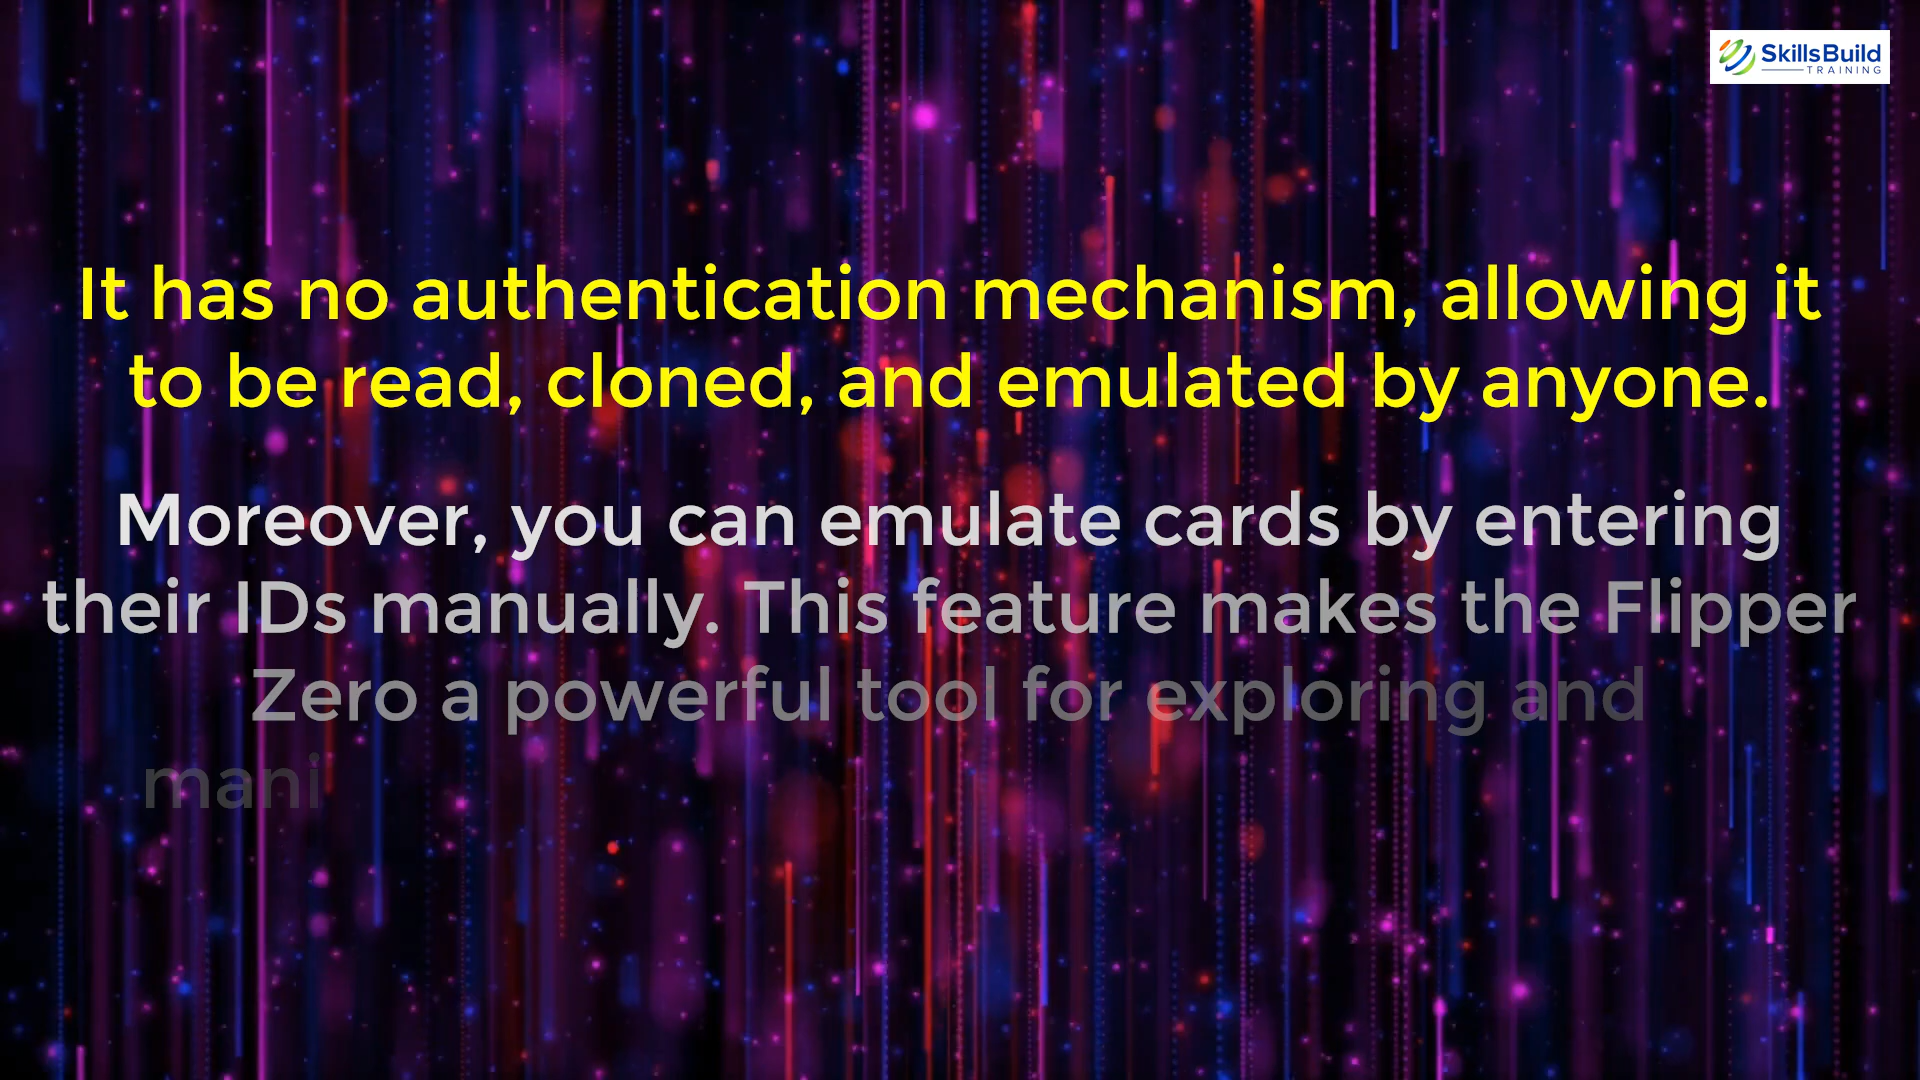 SkillsBuild
TRAINING
It has no authentication mechanism, allowing it
to be read, cloned, and emulated by anyone.
Moreover, you can emulate cards by entering
their IDs manually. This feature makes the Flipper
Zero a powerful tool for exploring and
mani